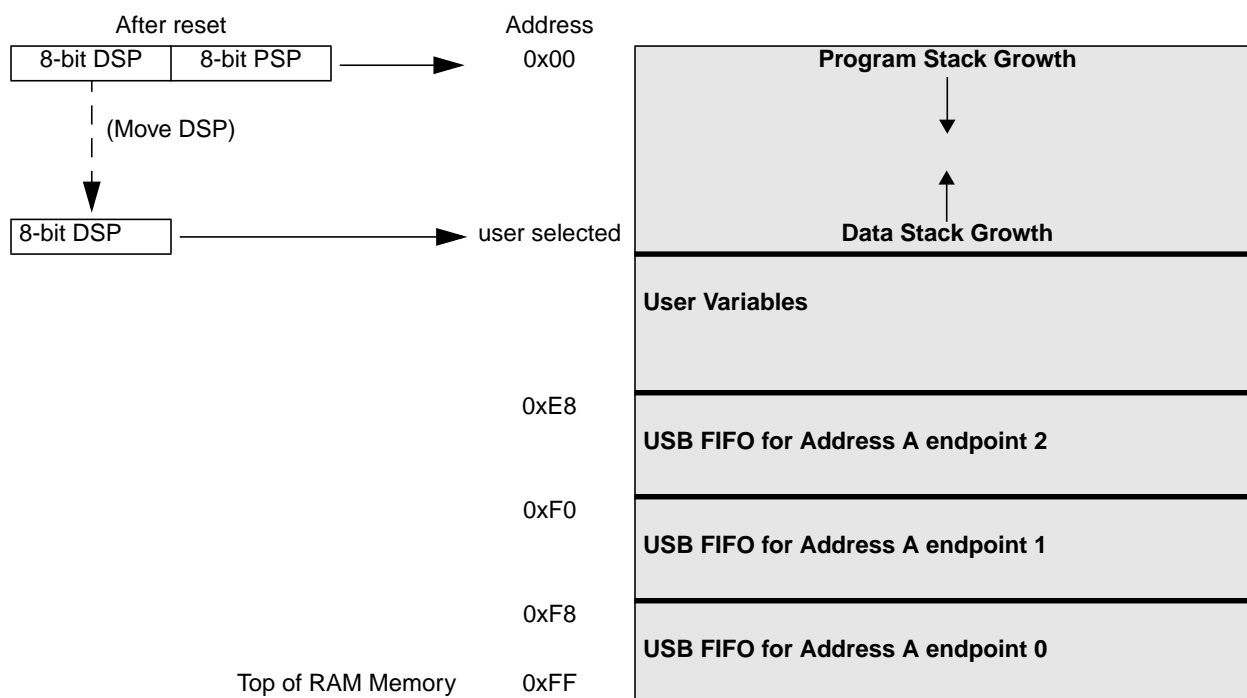 After reset
Address
8-bit DSP
8-bit PSP
0x00
Program Stack Growth
(Move DSP)
8-bit DSP
user selected
Data Stack Growth
User Variables
0xE8
USB FIFO for Address A endpoint 2
0xF0
USB FIFO for Address A endpoint 1
0xF8
USB FIFO for Address A endpoint 0
Top of RAM Memory
0xFF